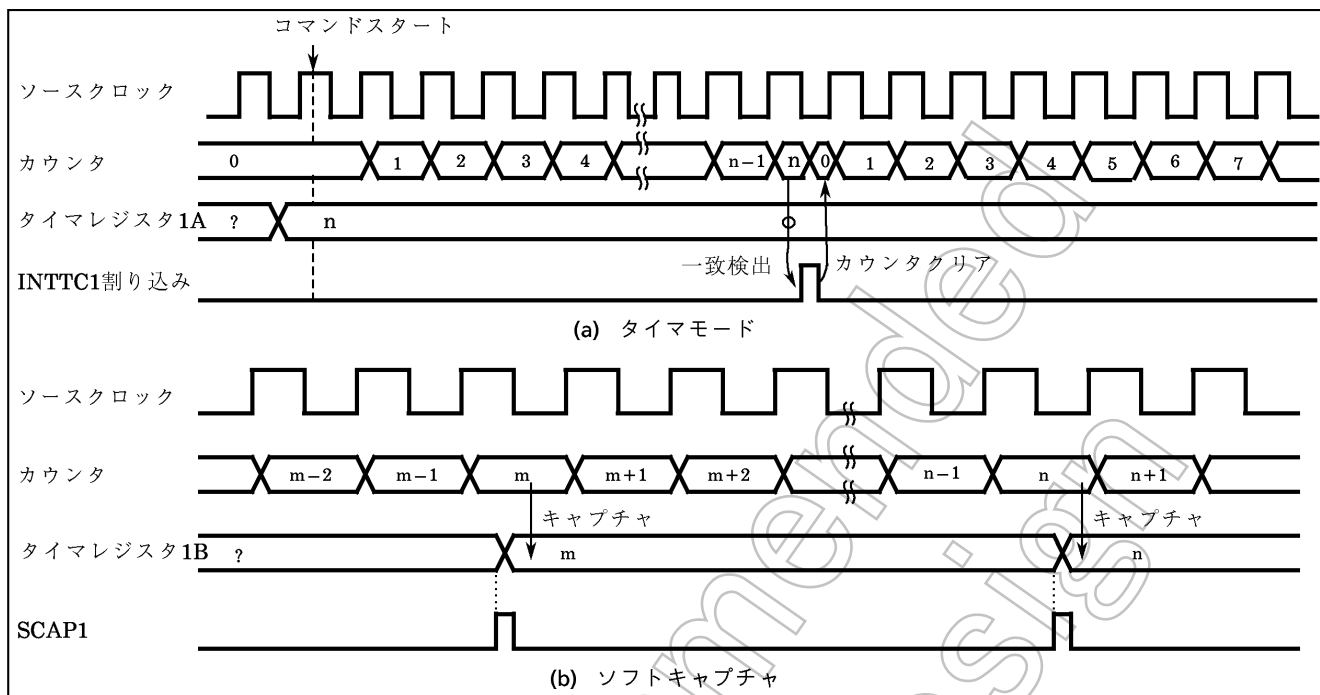 コマンドスタート
ソースクロック
カウンタ 0 1 2 3 4 n−1 n 0 1 2 3 4 5 6 7
タイマレジスタ1A ? n
一致検出 カウンタクリア
INTTC1割り込み
(a) タイマモード
ソースクロック
カウンタ m−2 m−1 m m+1 m+2 n−1 n n+1
キャプチャ キャプチャ
タイマレジスタ1B ? m n
SCAP1
(b) ソフトキャプチャ